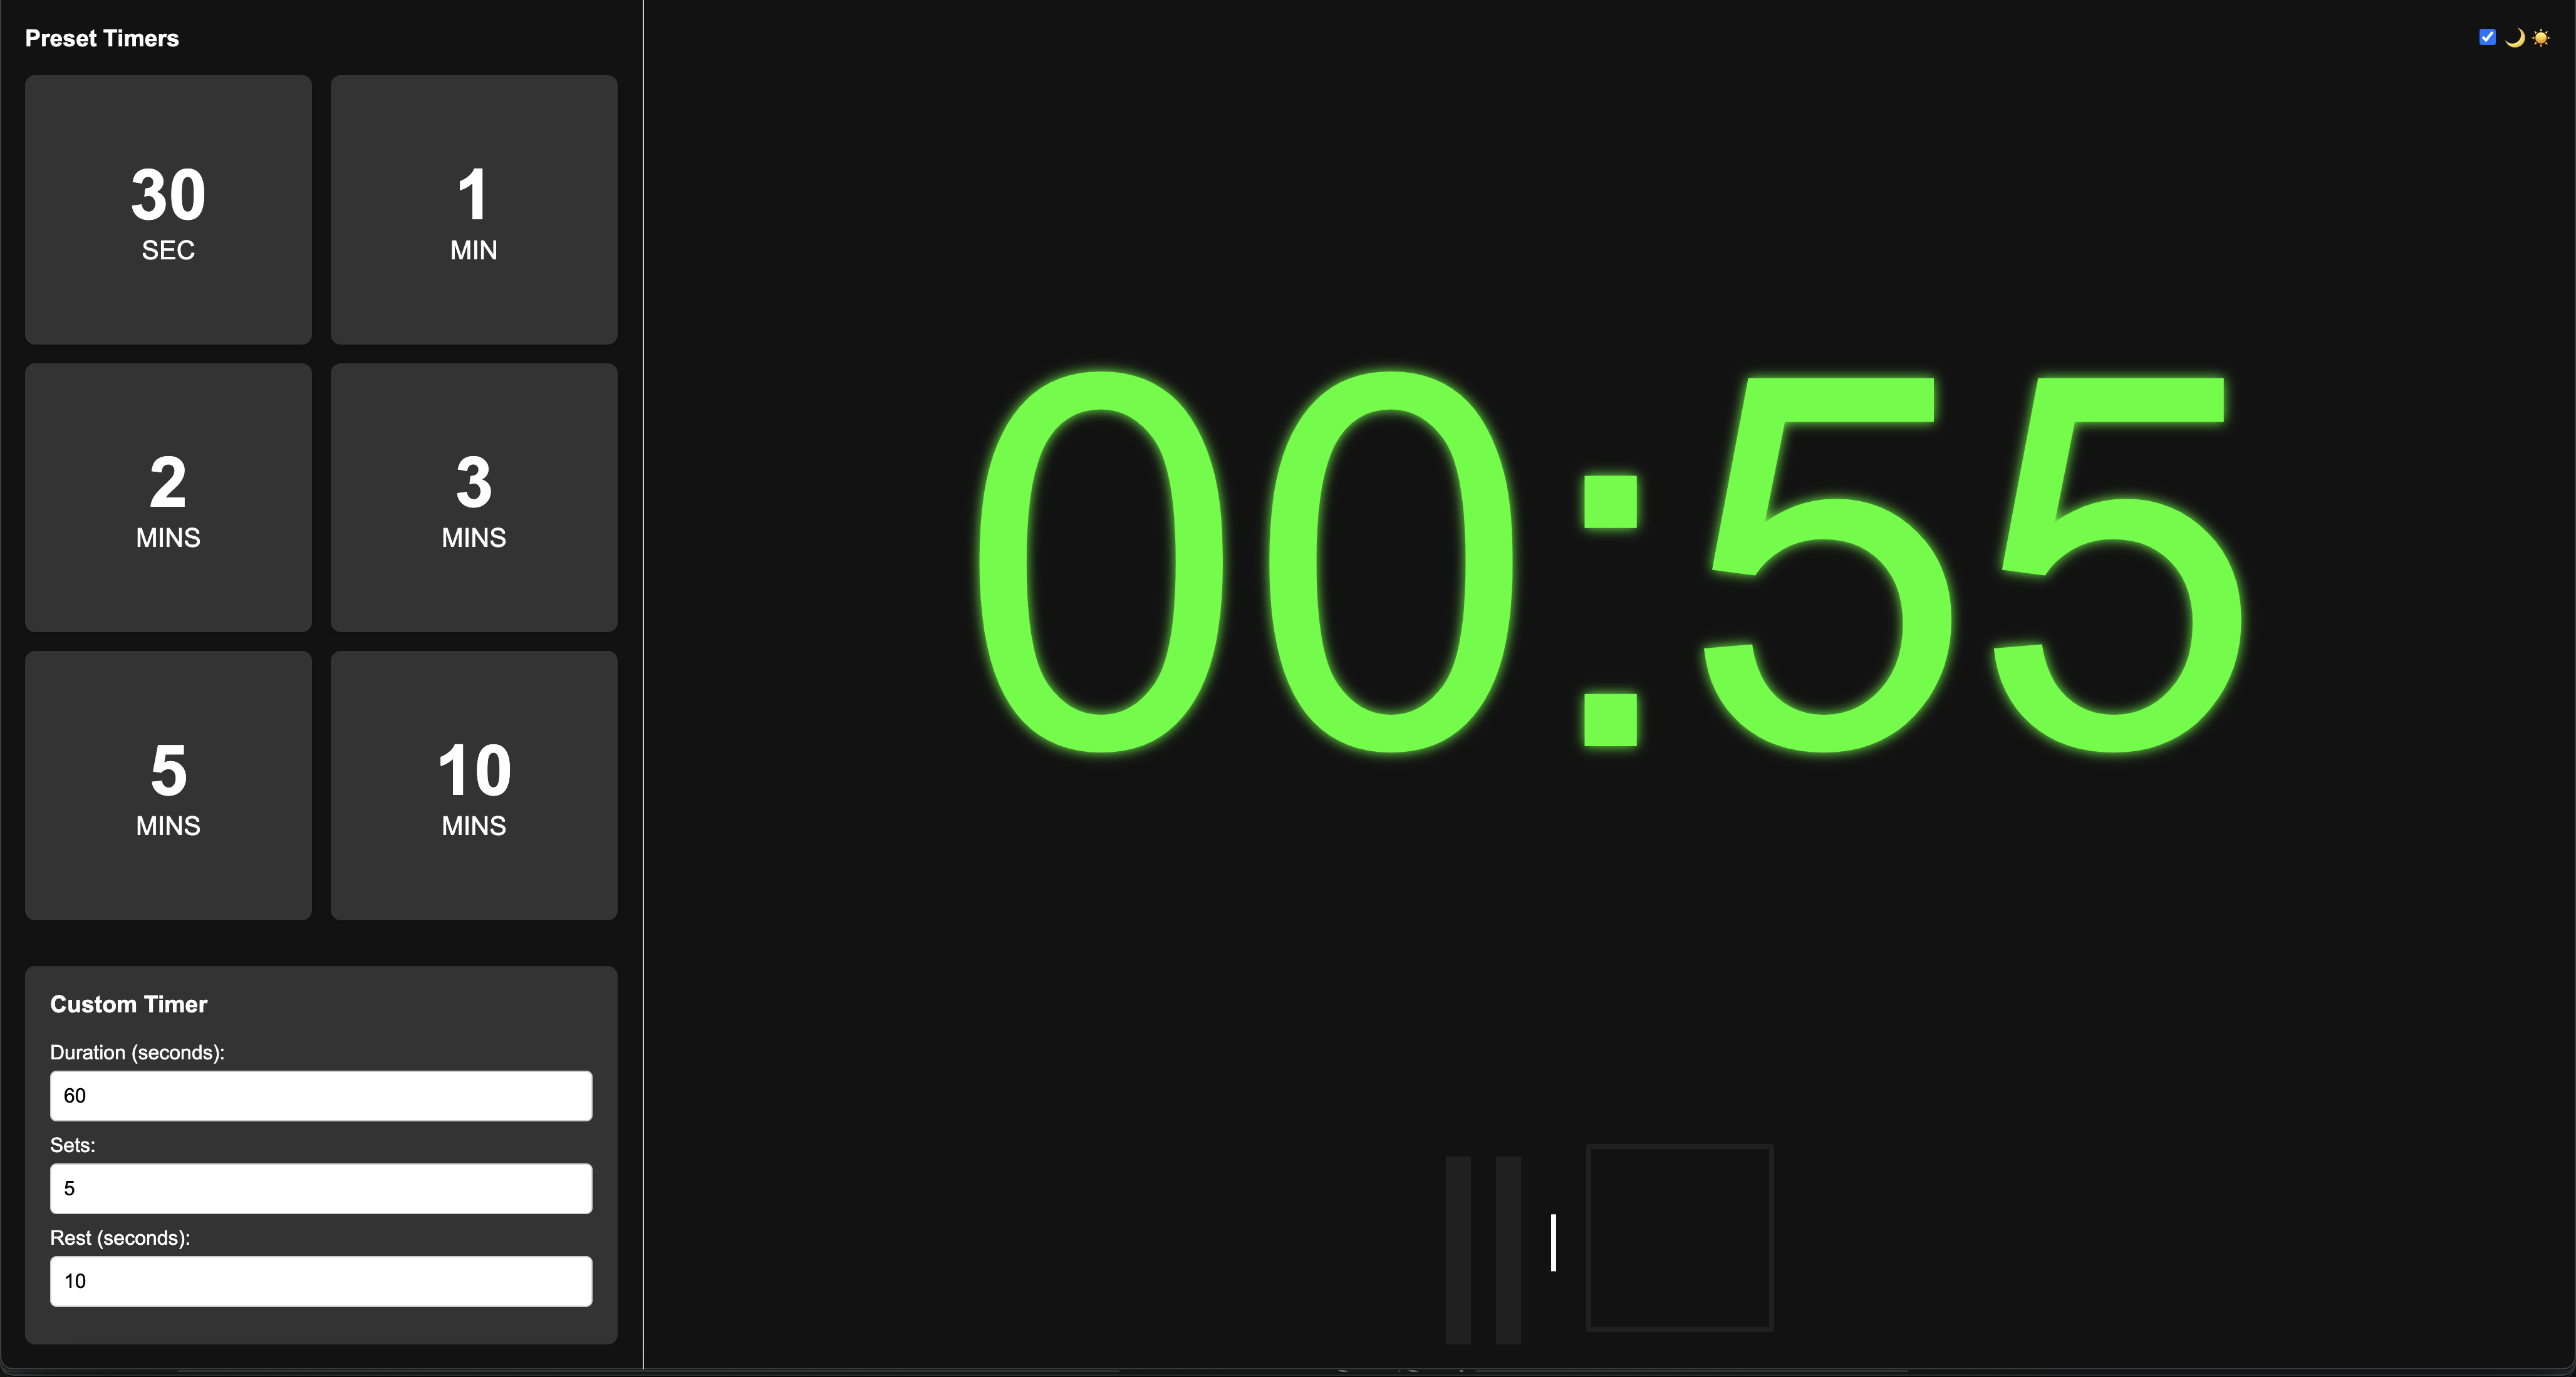 Preset Timers
30
SEC
1
MIN
2
MINS
3
MINS
5
MINS
10
MINS
Custom Timer
Duration (seconds):
60
Sets:
5
Rest (seconds):
10
00:55